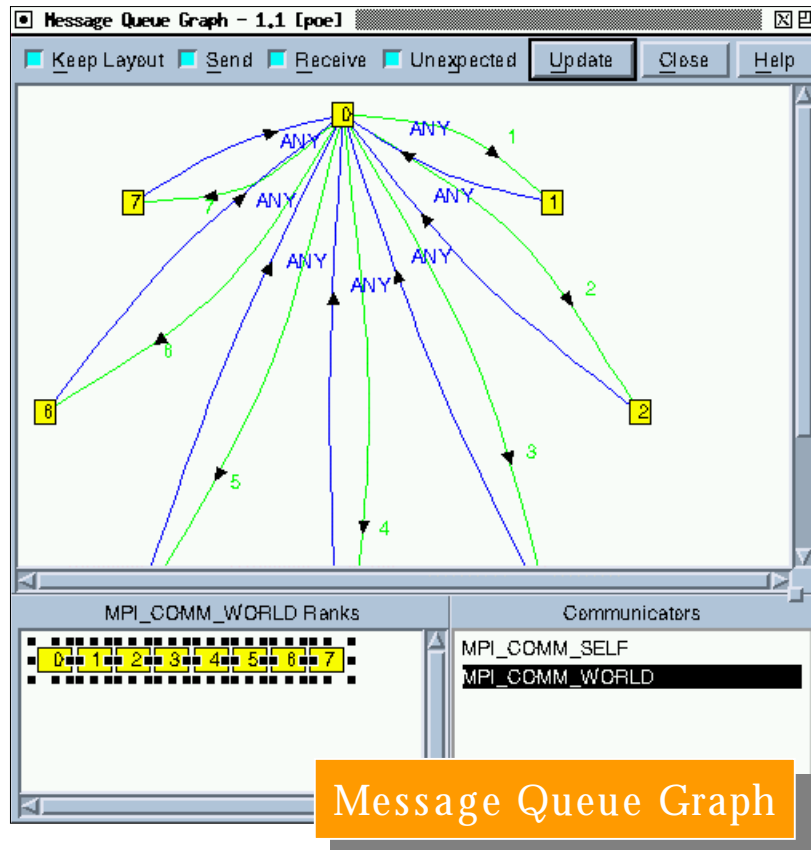 Message Queue Graph - 1.1 [poe]
Keep Layout Send Receive Unexpected Update Close Help
0
ANY 1
ANY
7 7 ANY ANY 1
ANY ANY
ANY 2
6
6 2
3
5
4
MPI_COMM_WORLD Ranks
0 1 2 3 4 5 6 7
Communicators
MPI_COMM_SELF
MPI_COMM_WORLD
Message Queue Graph